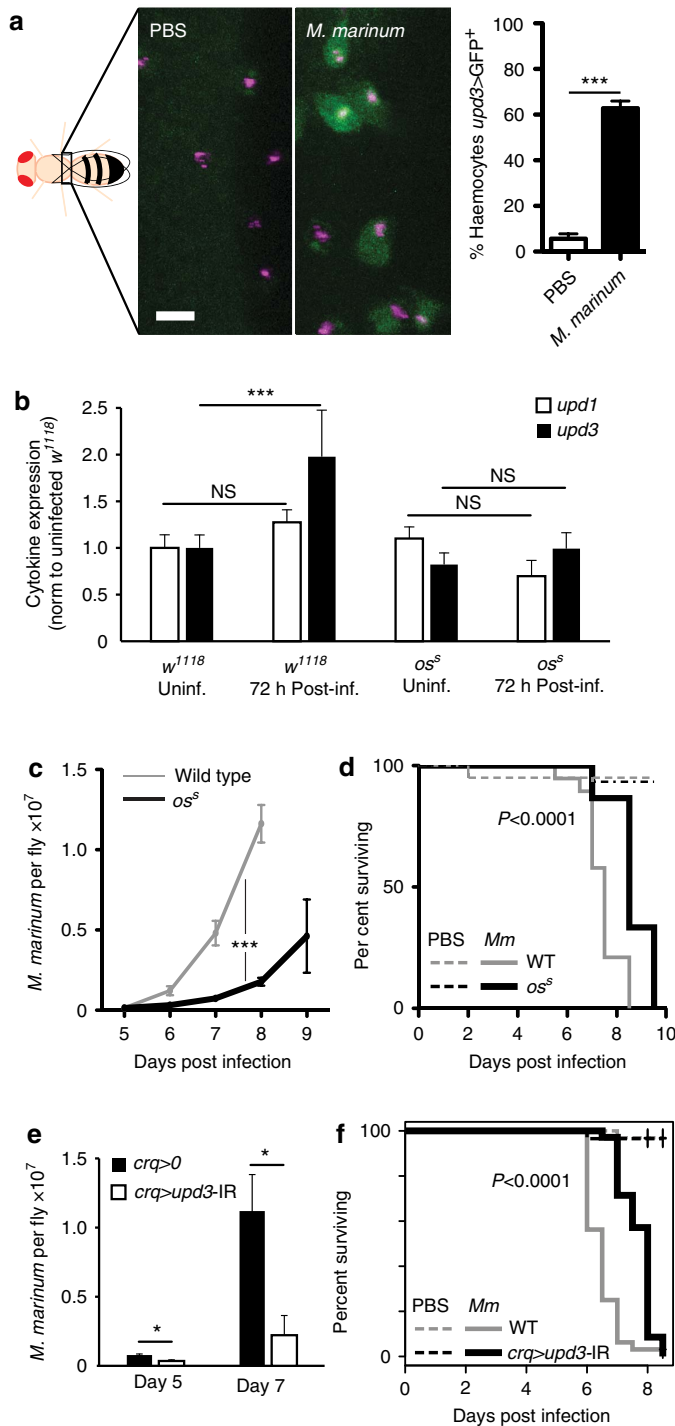 a
PBS
M. marinum
% Haemocytes upd3>GFP+
100
80
60
40
20
0
***
PBS
M. marinum
b
Cytokine expression
(norm to uninfected w1118)
2.5
2.0
1.5
1.0
0.5
0
***
NS
NS
NS
upd1
upd3
w1118
Uninf.
w1118
72 h Post-inf.
oss
Uninf.
oss
72 h Post-inf.
c
M. marinum per fly ×107
1.5
1.0
0.5
0
Wild type
oss
***
5 6 7 8 9
Days post infection
d
Per cent surviving
100
50
0
P<0.0001
PBS Mm
WT
oss
0 2 4 6 8 10
Days post infection
e
M. marinum per fly ×107
1.5
1.0
0.5
0
crq>0
crq>upd3-IR
*
*
Day 5
Day 7
f
Percent surviving
100
50
0
P<0.0001
PBS Mm
WT
crq>upd3-IR
0 2 4 6 8
Days post infection